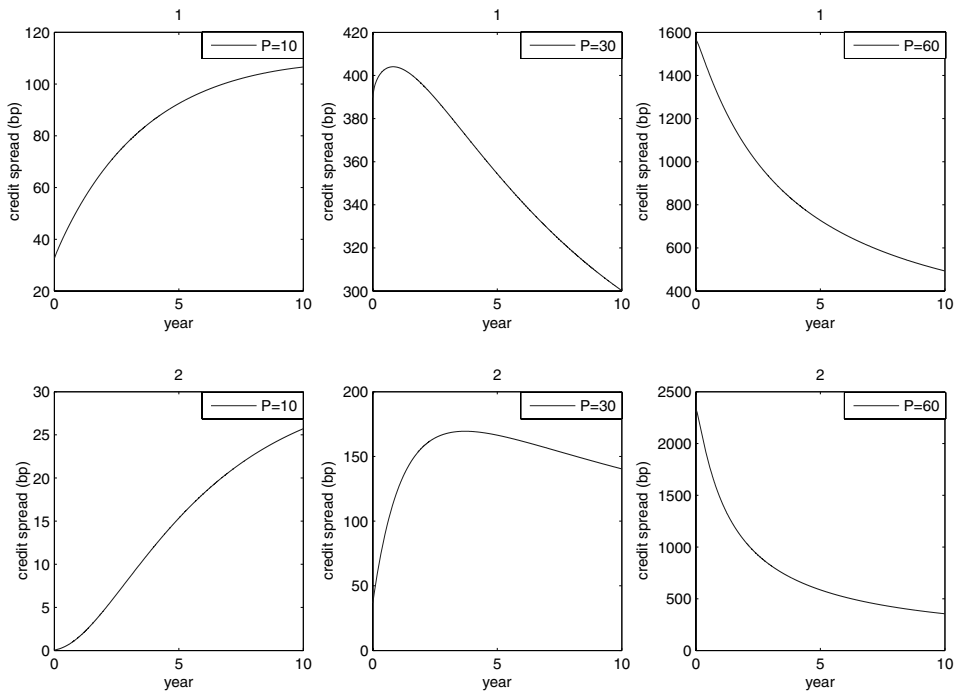 1
P=10
credit spread (bp)
120
100
80
60
40
20
0 5 10
year
1
P=30
credit spread (bp)
420
400
380
360
340
320
300
0 5 10
year
1
P=60
credit spread (bp)
1600
1400
1200
1000
800
600
400
0 5 10
year
2
P=10
credit spread (bp)
30
25
20
15
10
5
0
0 5 10
year
2
P=30
credit spread (bp)
200
150
100
50
0
0 5 10
year
2
P=60
credit spread (bp)
2500
2000
1500
1000
500
0
0 5 10
year